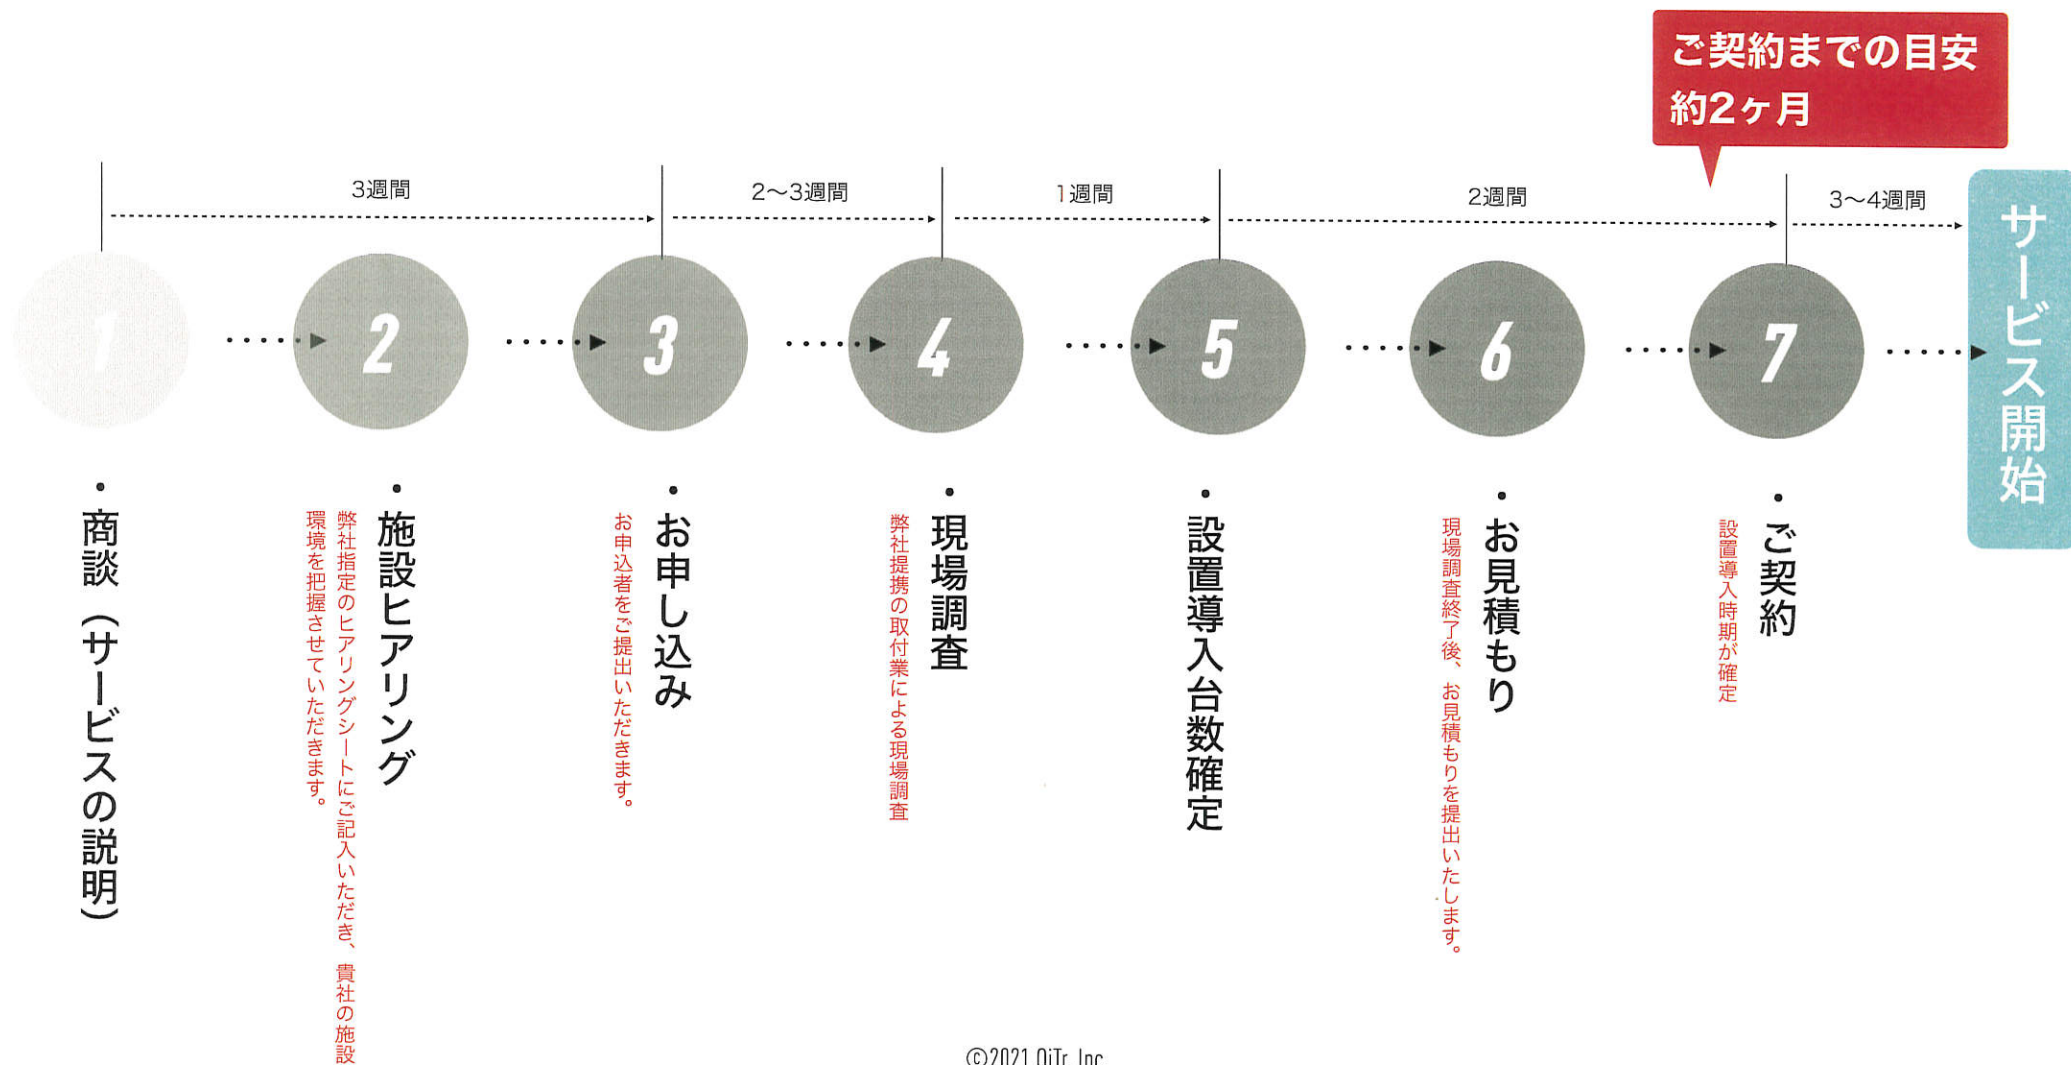 ご契約までの目安
約2ヶ月
3週間
2〜3週間
1週間
2週間
3〜4週間
1
2
3
4
5
6
7
サービス開始
・商談（サービスの説明）
・施設ヒアリング
弊社指定のヒアリングシートにご記入いただき、貴社の施設
環境を把握させていただきます。
・お申し込み
お申込者をご提出いただきます。
・現場調査
弊社提携の取付業による現場調査
・設置導入台数確定
・お見積もり
現場調査終了後、お見積もりを提出いたします。
・ご契約
設置導入時期が確定
©2021 OiTr, Inc